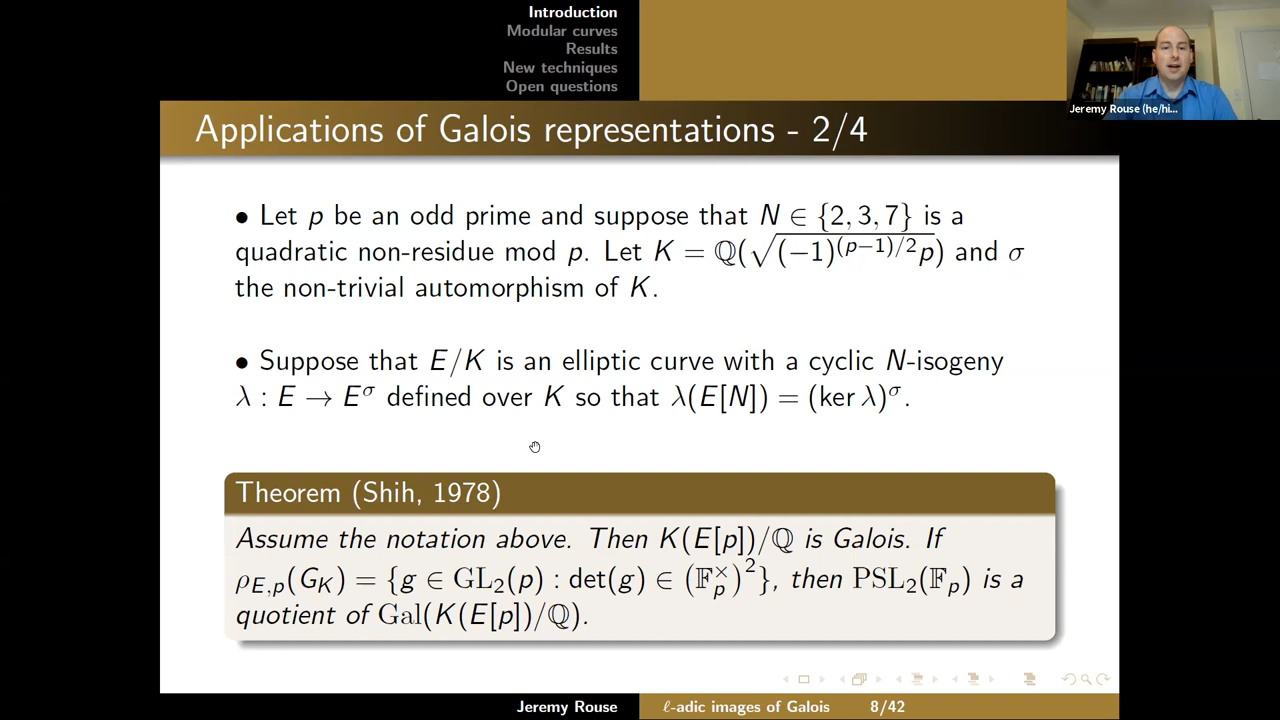 Introduction
Modular curves
Results
New techniques
Open questions
Jeremy Rouse (he/hi...
Applications of Galois representations - 2/4
• Let p be an odd prime and suppose that N ∈ {2, 3, 7} is a
quadratic non-residue mod p. Let K = ℚ(√((-1)^{(p-1)/2}p)) and σ
the non-trivial automorphism of K.
• Suppose that E/K is an elliptic curve with a cyclic N-isogeny
λ : E → E^σ defined over K so that λ(E[N]) = (ker λ)^σ.
Theorem (Shih, 1978)
Assume the notation above. Then K(E[p])/ℚ is Galois. If
ρ_{E,p}(G_K) = {g ∈ GL₂(p) : det(g) ∈ (𝔽_p^×)²}, then PSL₂(𝔽_p) is a
quotient of Gal(K(E[p])/ℚ).
Jeremy Rouse ℓ-adic images of Galois 8/42